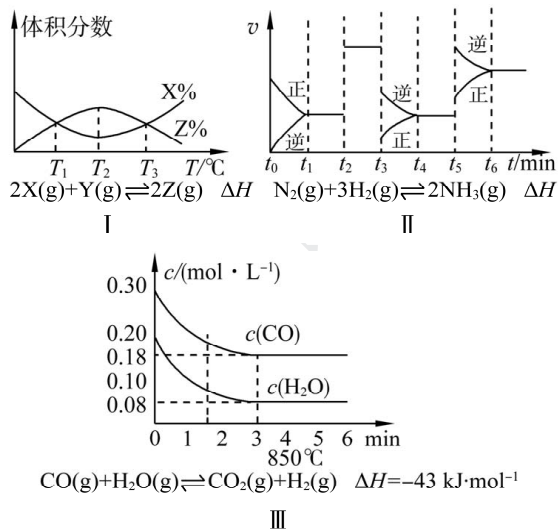 体积分数
X%
Z%
T₁ T₂ T₃ T/℃
2X(g)+Y(g)⇌2Z(g) ΔH
Ⅰ
v
正 逆 逆
逆 正 正
t₀ t₁ t₂ t₃ t₄ t₅ t₆ t/min
N₂(g)+3H₂(g)⇌2NH₃(g) ΔH
Ⅱ
c/(mol·L⁻¹)
0.30
0.20
c(CO)
0.18
0.10
c(H₂O)
0.08
0 1 2 3 4 5 6 min
850℃
CO(g)+H₂O(g)⇌CO₂(g)+H₂(g) ΔH=−43 kJ·mol⁻¹
Ⅲ